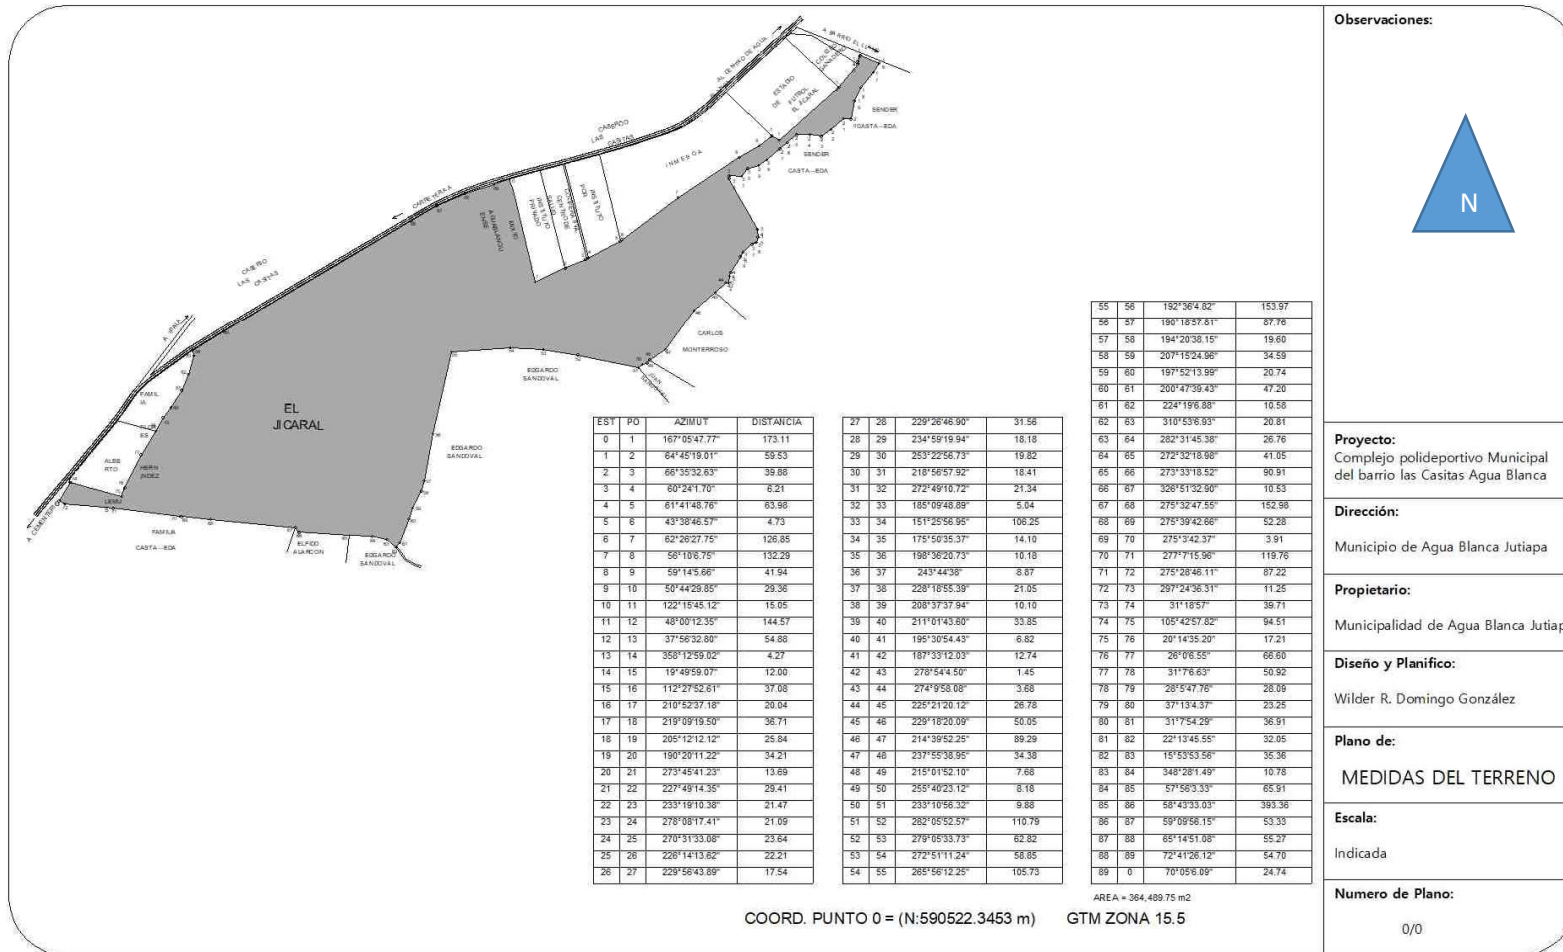 Observaciones:
N
Proyecto:
Complejo polideportivo Municipal
del barrio las Casitas Agua Blanca
Dirección:
Municipio de Agua Blanca Jutiapa
Propietario:
Municipalidad de Agua Blanca Jutiap
Diseño y Planifico:
Wilder R. Domingo González
Plano de:
MEDIDAS DEL TERRENO
Escala:
Indicada
Numero de Plano:
0/0
A BARRIO EL
COLEGIO
ESTADO
DE FUTBOL
EL JICARAL
SENDER
CASTA--EDA
SENDER
CASTA--EDA
CASERIO
LAS CASITAS
CASERIO
LAS CASITAS
EL
JICARAL
CARLOS
MONTERROSO
EDGARDO
SANDOVAL
EDGARDO
SANDOVAL
FAMIL
IA
ALBE
RTO
HERN
INDEZ
LEMU
S
A CEMENTERIO
FAMILIA
CASTA--EDA
ELFIDO
ALARCON
EDGARDO
SANDOVAL
EST PO AZIMUT DISTANCIA
0 1 167°05'47.77" 173.11
1 2 64°45'19.01" 59.53
2 3 66°35'32.63" 39.88
3 4 60°24'1.70" 6.21
4 5 61°41'48.76" 63.98
5 6 43°38'46.57" 4.73
6 7 62°26'27.75" 126.85
7 8 56°10'6.75" 132.29
8 9 59°14'5.66" 41.94
9 10 50°44'29.85" 29.36
10 11 122°15'45.12" 15.05
11 12 48°00'12.35" 144.57
12 13 37°56'32.80" 54.88
13 14 358°12'59.02" 4.27
14 15 19°49'59.07" 12.00
15 16 112°27'52.61" 37.08
16 17 210°52'37.18" 20.04
17 18 219°09'19.50" 36.71
18 19 205°12'12.12" 25.84
19 20 190°20'11.22" 34.21
20 21 273°45'41.23" 13.69
21 22 227°49'14.35" 29.41
22 23 233°19'10.38" 21.47
23 24 278°08'17.41" 21.09
24 25 270°31'33.08" 23.64
25 26 226°14'13.62" 22.21
26 27 229°56'43.89" 17.54
27 28 229°26'46.90" 31.56
28 29 234°59'19.94" 18.18
29 30 253°22'56.73" 19.82
30 31 218°56'57.92" 18.41
31 32 272°49'10.72" 21.34
32 33 185°09'48.89" 5.04
33 34 151°25'56.95" 106.25
34 35 175°50'35.37" 14.10
35 36 198°36'20.73" 10.18
36 37 243°44'38" 8.87
37 38 228°18'55.39" 21.05
38 39 208°37'37.94" 10.10
39 40 211°01'43.60" 33.85
40 41 195°30'54.43" 6.82
41 42 187°33'12.03" 12.74
42 43 278°54'4.50" 1.45
43 44 274°9'58.08" 3.68
44 45 225°21'20.12" 26.78
45 46 229°18'20.09" 50.05
46 47 214°39'52.25" 89.29
47 48 237°55'38.95" 34.38
48 49 215°01'52.10" 7.68
49 50 255°40'23.12" 8.18
50 51 233°10'56.32" 9.88
51 52 282°05'52.57" 110.79
52 53 279°05'33.73" 62.82
53 54 272°51'11.24" 58.85
54 55 265°56'12.25" 105.73
55 56 192°36'4.82" 153.97
56 57 190°18'57.81" 87.76
57 58 194°20'38.15" 19.60
58 59 207°15'24.96" 34.59
59 60 197°52'13.99" 20.74
60 61 200°47'39.43" 47.20
61 62 224°19'6.88" 10.58
62 63 310°53'6.93" 20.81
63 64 282°31'45.38" 26.76
64 65 272°32'18.98" 41.05
65 66 273°33'18.52" 90.91
66 67 326°51'32.90" 10.53
67 68 275°32'47.55" 152.98
68 69 275°39'42.66" 52.28
69 70 275°3'42.37" 3.91
70 71 277°7'15.96" 119.76
71 72 275°28'46.11" 87.22
72 73 297°24'36.31" 11.25
73 74 31°18'57" 39.71
74 75 105°42'57.82" 94.51
75 76 20°14'35.20" 17.21
76 77 26°0'6.55" 66.60
77 78 31°7'6.63" 50.92
78 79 28°5'47.76" 28.09
79 80 37°13'4.37" 23.25
80 81 31°7'54.29" 36.91
81 82 22°13'45.55" 32.05
82 83 15°53'53.56" 35.36
83 84 348°28'1.49" 10.78
84 85 57°56'3.33" 65.91
85 86 58°43'33.03" 393.36
86 87 59°09'56.15" 53.33
87 88 65°14'51.08" 55.27
88 89 72°41'26.12" 54.70
89 0 70°05'6.09" 24.74
AREA = 364,489.75 m2
COORD. PUNTO 0 = (N:590522.3453 m) GTM ZONA 15.5